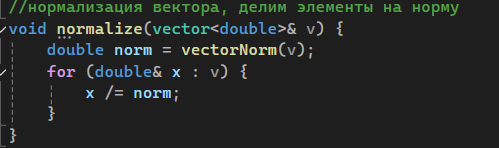 //нормализация вектора, делим элементы на норму
void normalize(vector<double>& v) {
    double norm = vectorNorm(v);
    for (double& x : v) {
        x /= norm;
    }
}